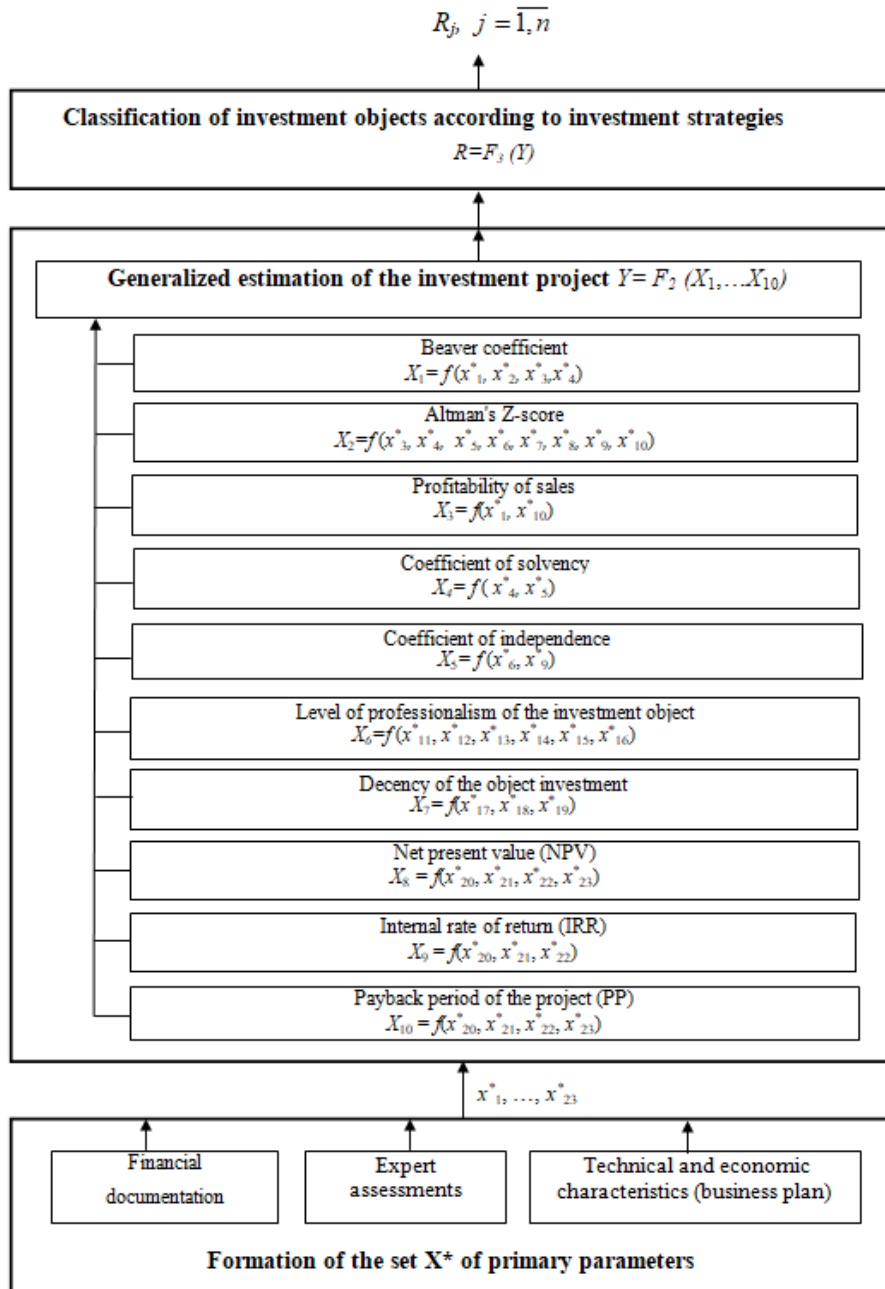 R_j, j = \overline{1, n}
Classification of investment objects according to investment strategies
R=F_3 (Y)
Generalized estimation of the investment project Y= F_2 (X_1,…X_10)
Beaver coefficient
X_1= f(x*_1, x*_2, x*_3,x*_4)
Altman's Z-score
X_2=f(x*_3, x*_4, x*_5, x*_6, x*_7, x*_8, x*_9, x*_10)
Profitability of sales
X_3= f(x*_1, x*_10)
Coefficient of solvency
X_4= f ( x*_4, x*_5)
Coefficient of independence
X_5= f(x*_6, x*_9)
Level of professionalism of the investment object
X_6=f(x*_11, x*_12, x*_13, x*_14, x*_15, x*_16)
Decency of the object investment
X_7= f(x*_17, x*_18, x*_19)
Net present value (NPV)
X_8 = f(x*_20, x*_21, x*_22, x*_23)
Internal rate of return (IRR)
X_9 = f(x*_20, x*_21, x*_22)
Payback period of the project (PP)
X_10 = f(x*_20, x*_21, x*_22, x*_23)
x*_1, …, x*_23
Financial
documentation
Expert
assessments
Technical and economic
characteristics (business plan)
Formation of the set X* of primary parameters